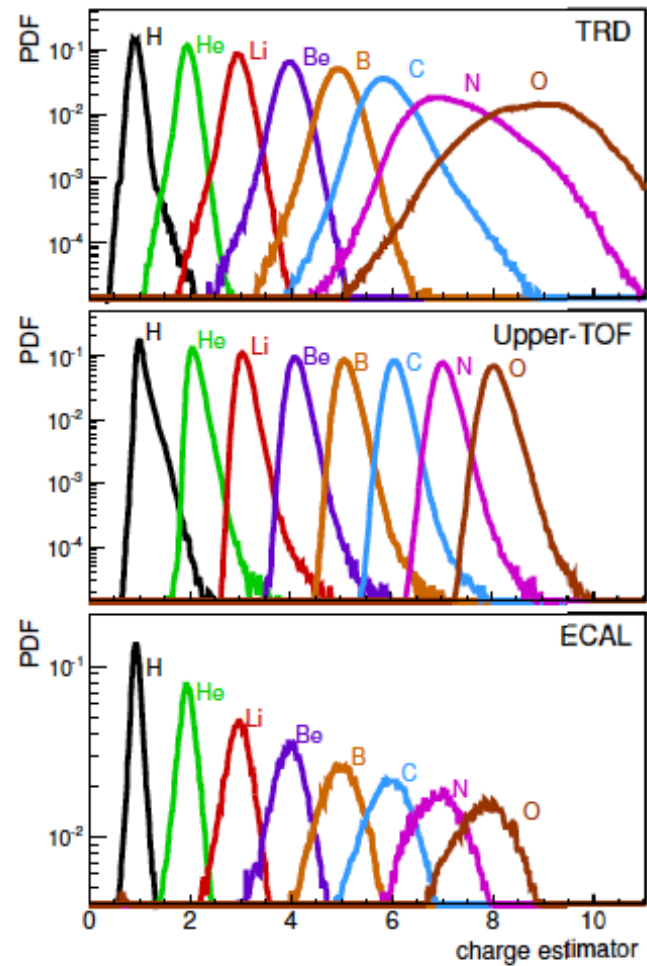 PDF
TRD
H
He
Li
Be
B
C
N
O
10-1
10-2
10-3
10-4
PDF
Upper-TOF
H
He
Li
Be
B
C
N
O
10-1
10-2
10-3
10-4
PDF
ECAL
H
He
Li
Be
B
C
N
O
10-1
10-2
0 2 4 6 8 10
charge estimator